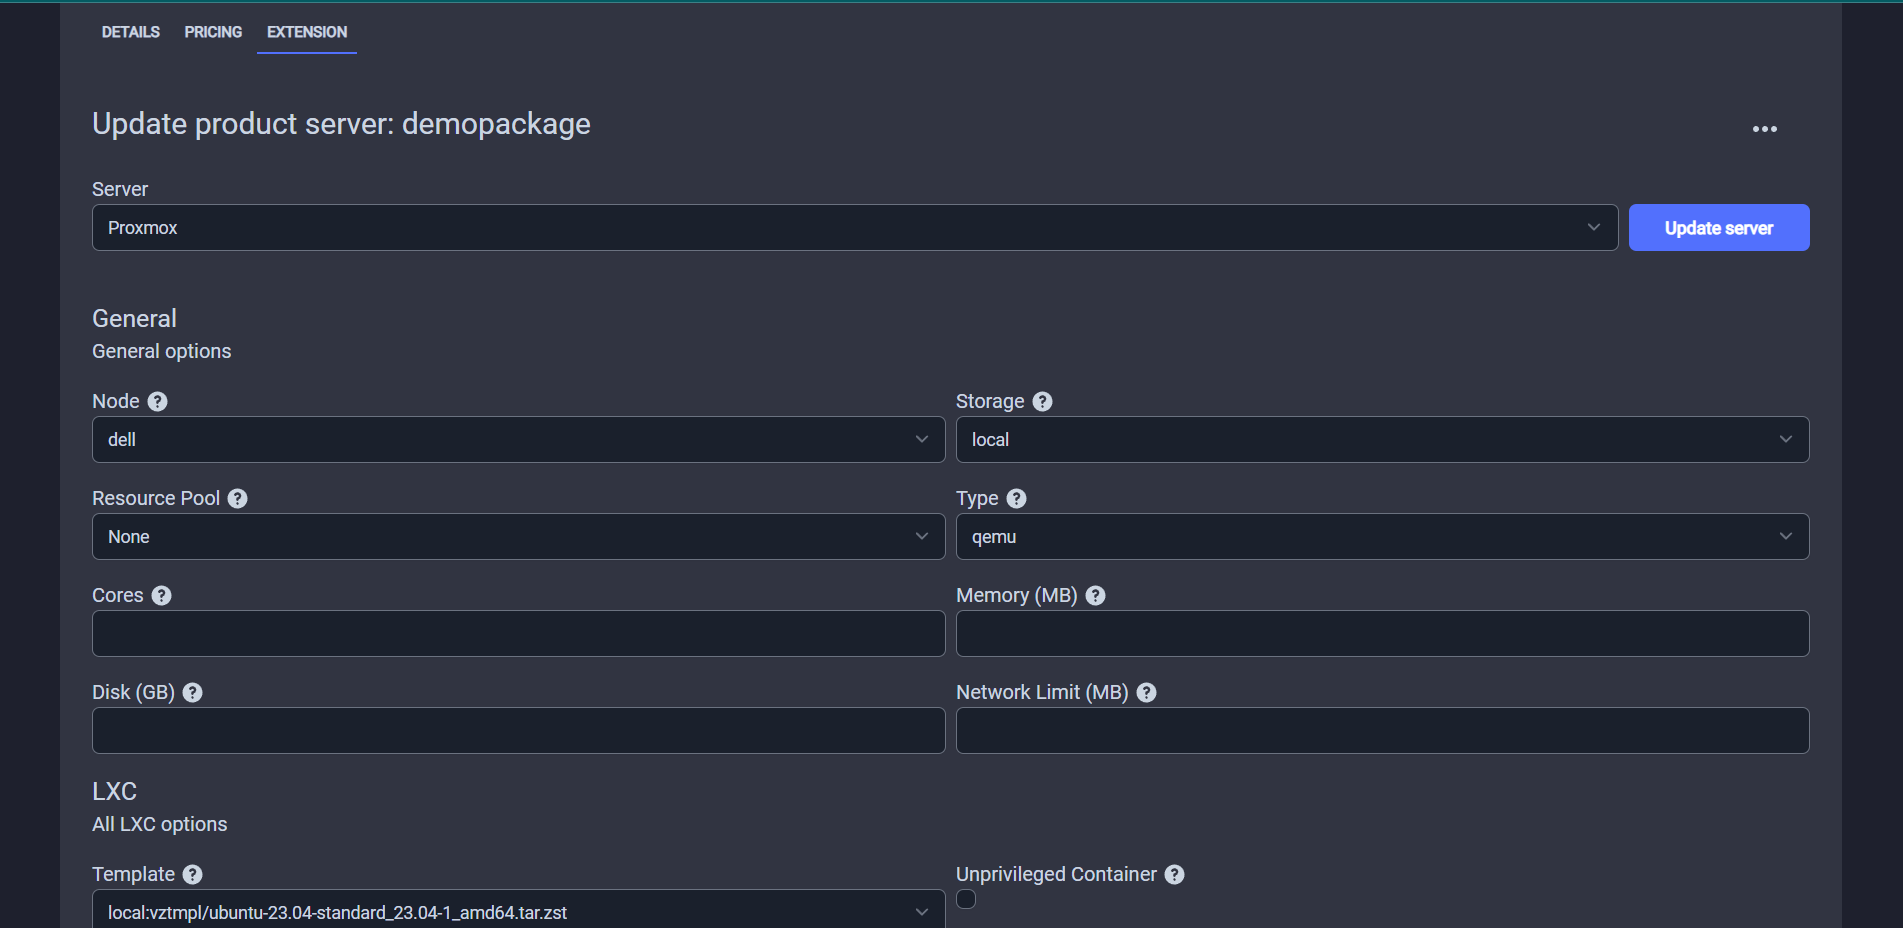 DETAILS PRICING EXTENSION
Update product server: demopackage
Server
Proxmox
Update server
General
General options
Node ?
Storage ?
dell
local
Resource Pool ?
Type ?
None
qemu
Cores ?
Memory (MB) ?
Disk (GB) ?
Network Limit (MB) ?
LXC
All LXC options
Template ?
Unprivileged Container ?
local:vztmpl/ubuntu-23.04-standard_23.04-1_amd64.tar.zst